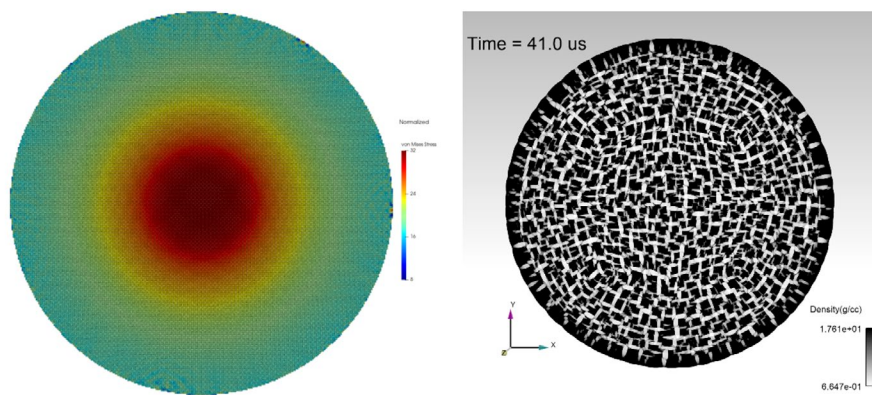 Normalized
von Mises Stress
32
24
16
8
Time = 41.0 us
Y
X
Z
Density(g/cc)
1.761e+01
6.647e-01